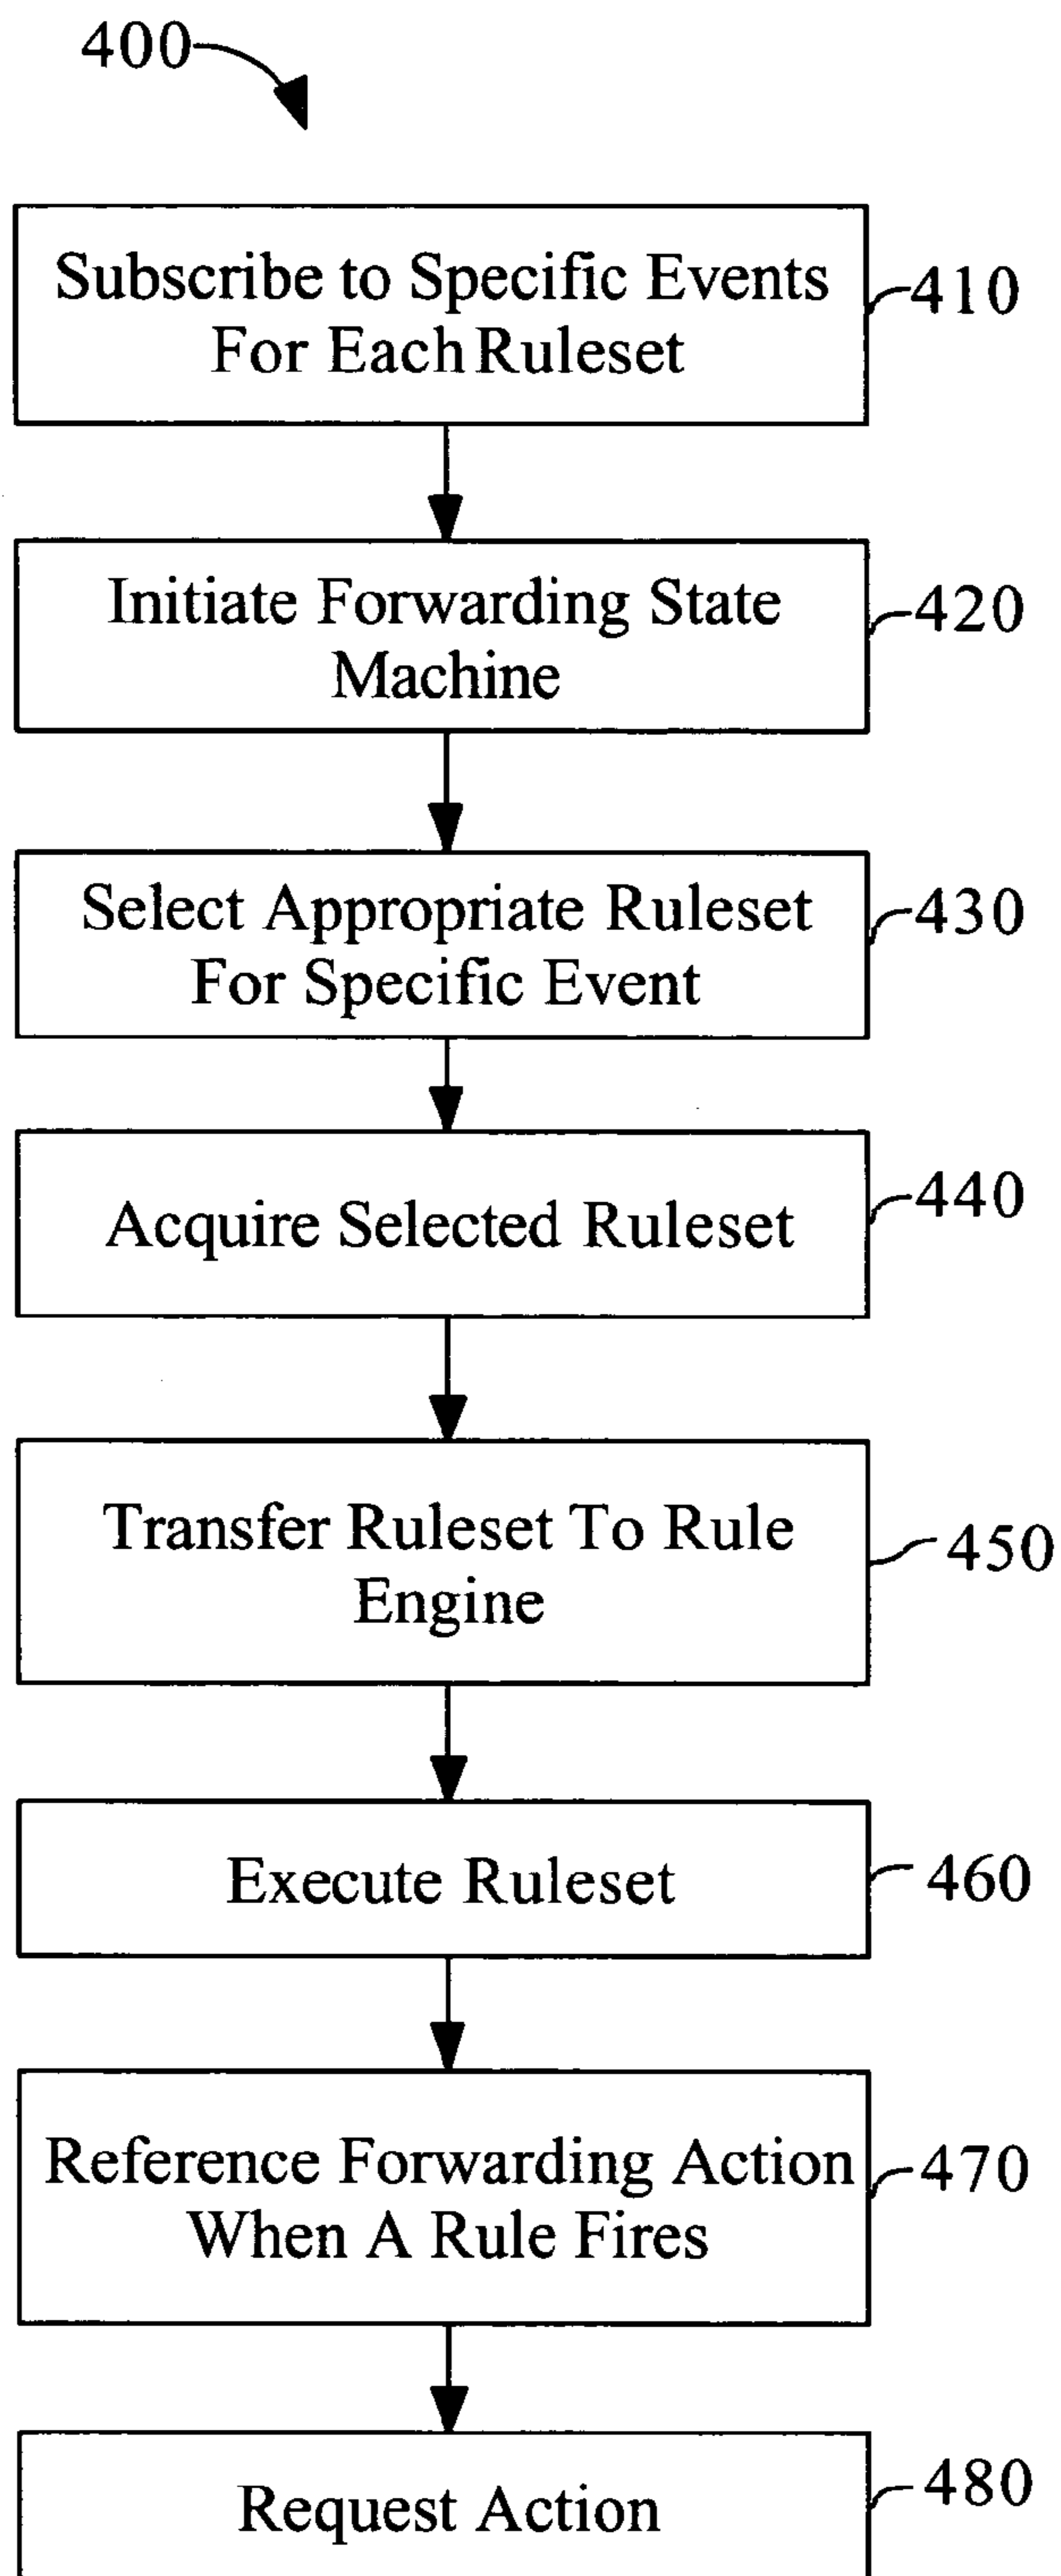 400
Subscribe to Specific Events
For Each Ruleset
410
Initiate Forwarding State
Machine
420
Select Appropriate Ruleset
For Specific Event
430
Acquire Selected Ruleset
440
Transfer Ruleset To Rule
Engine
450
Execute Ruleset
460
Reference Forwarding Action
When A Rule Fires
470
Request Action
480